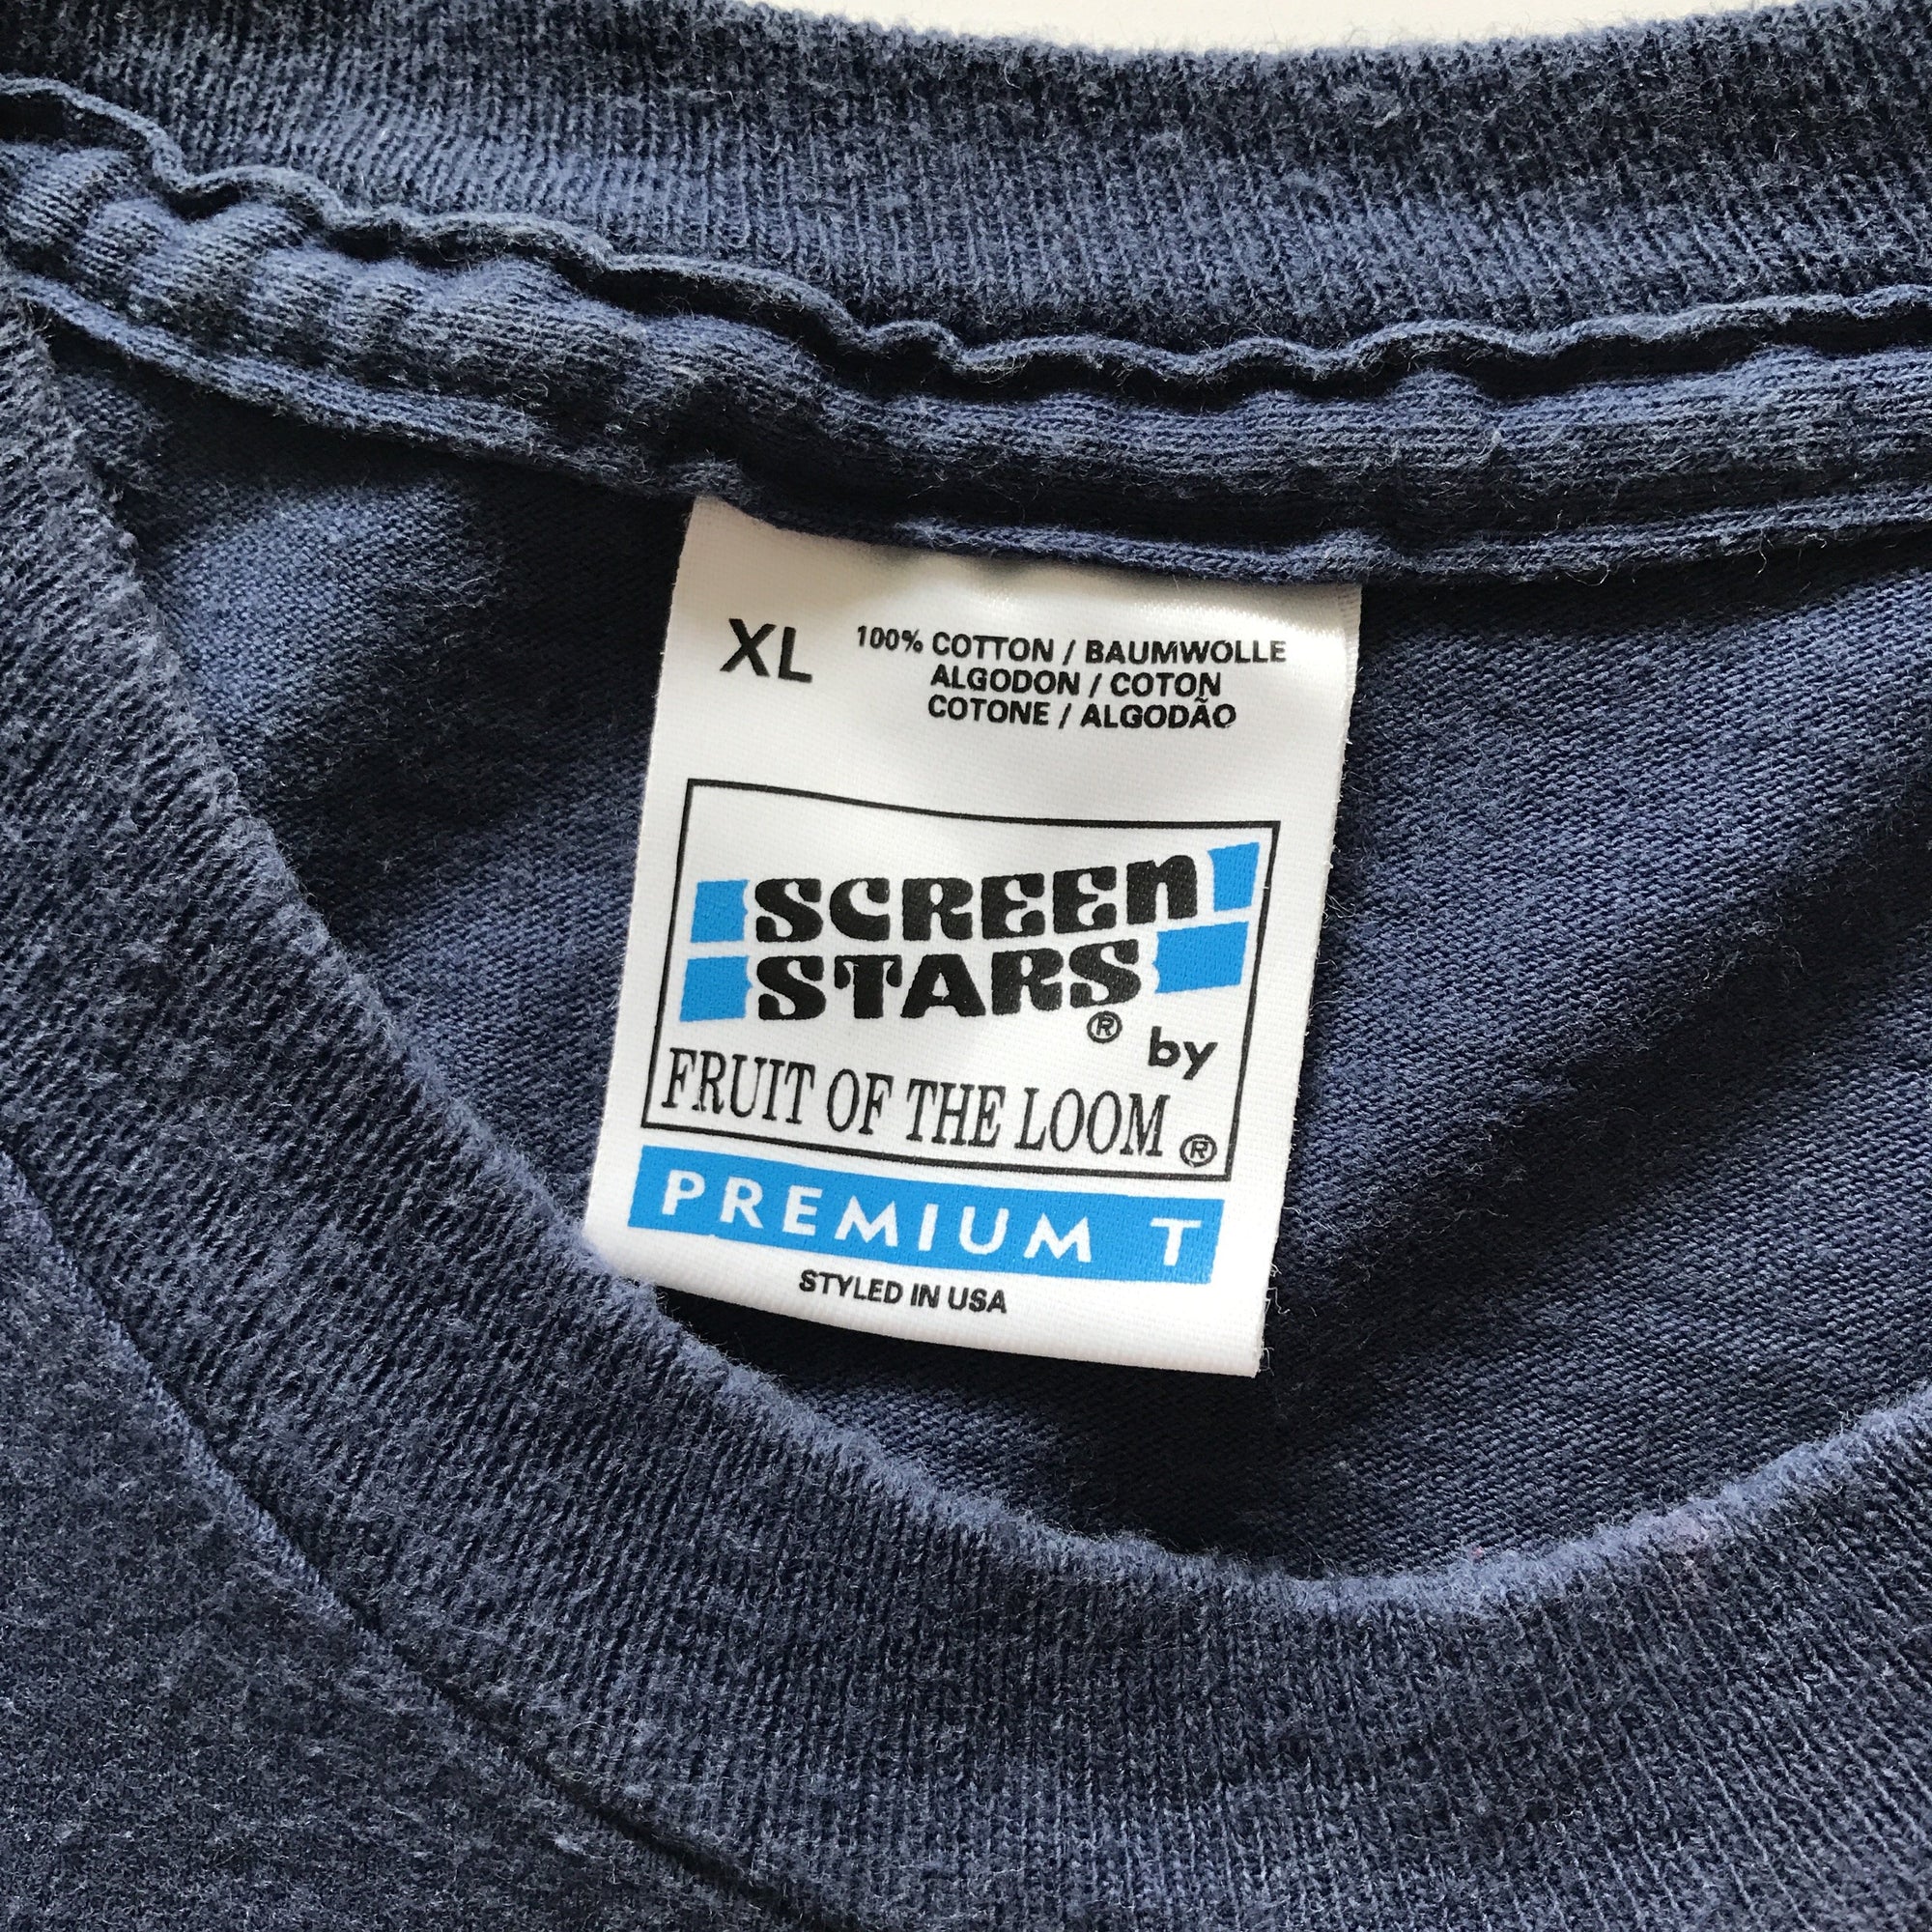 XL
100% COTTON / BAUMWOLLE
ALGODON / COTON
COTONE / ALGODÃO
SCREEn
STARS® by
FRUIT OF THE LOOM®
PREMIUM T
STYLED IN USA